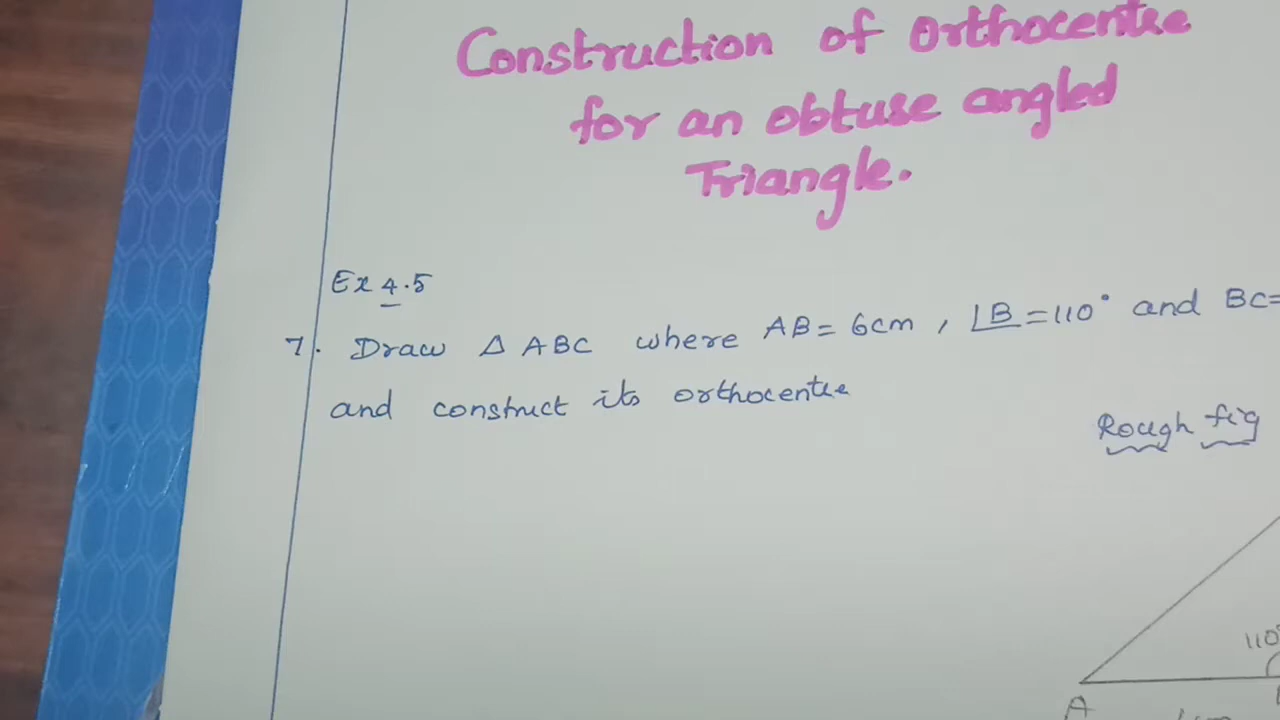 Construction of Orthocentre
for an obtuse angled
Triangle.
Ex 4.5
7. Draw △ ABC where AB = 6cm, ∠B = 110° and BC=
and construct its orthocentre
Rough fig
110°
A